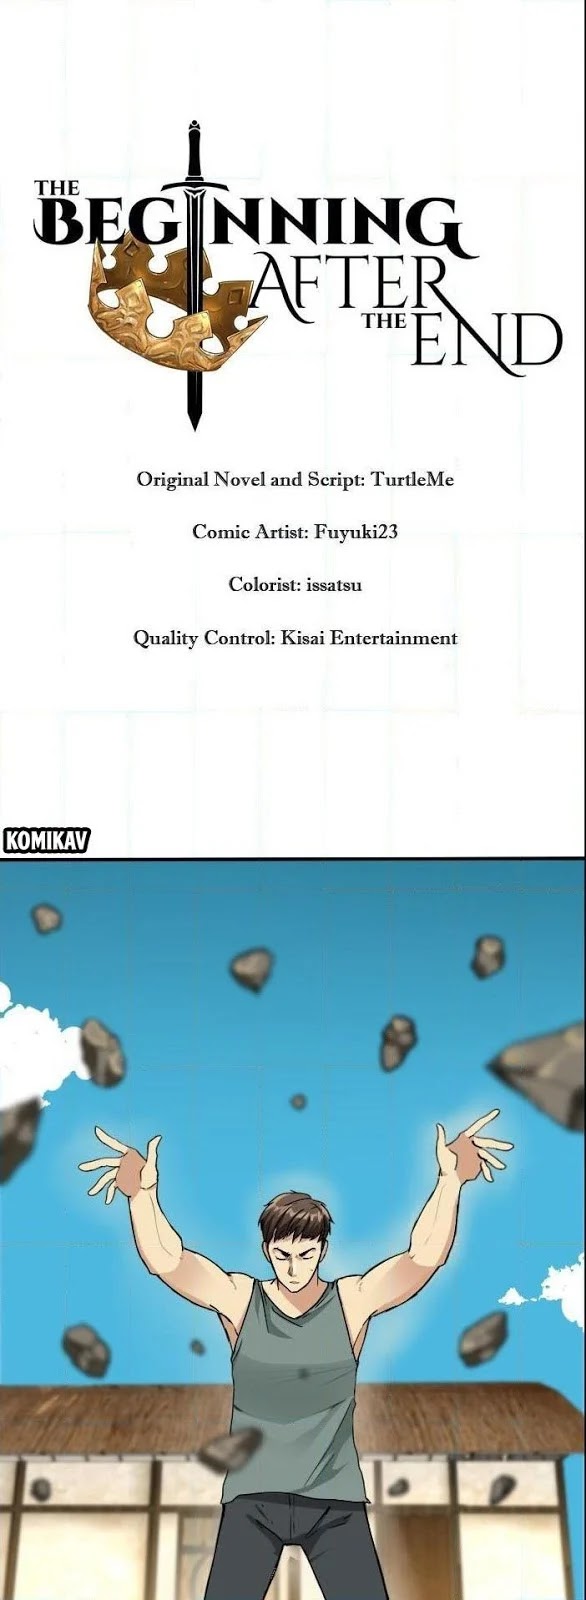 THE
BEGINNING
AFTER
THE END
Original Novel and Script: TurtleMe
Comic Artist: Fuyuki23
Colorist: issatsu
Quality Control: Kisai Entertainment
KOMIKAV